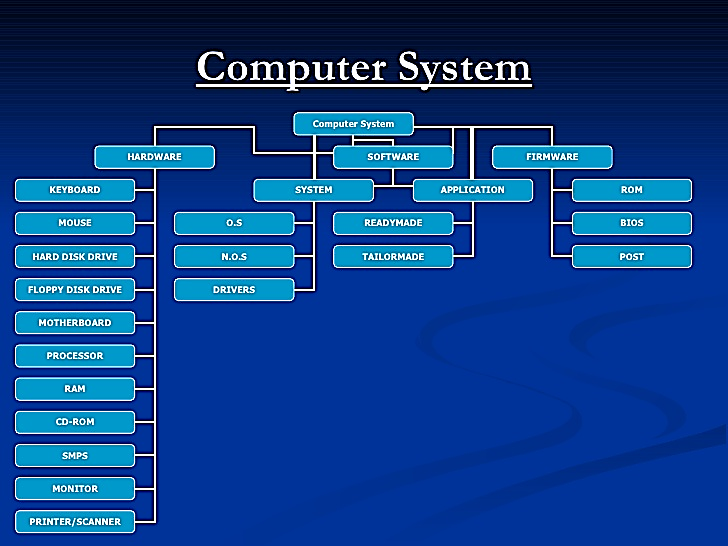 Computer System
Computer System
HARDWARE
SOFTWARE
FIRMWARE
KEYBOARD
SYSTEM
APPLICATION
ROM
MOUSE
O.S
READYMADE
BIOS
HARD DISK DRIVE
N.O.S
TAILORMADE
POST
FLOPPY DISK DRIVE
DRIVERS
MOTHERBOARD
PROCESSOR
RAM
CD-ROM
SMPS
MONITOR
PRINTER/SCANNER